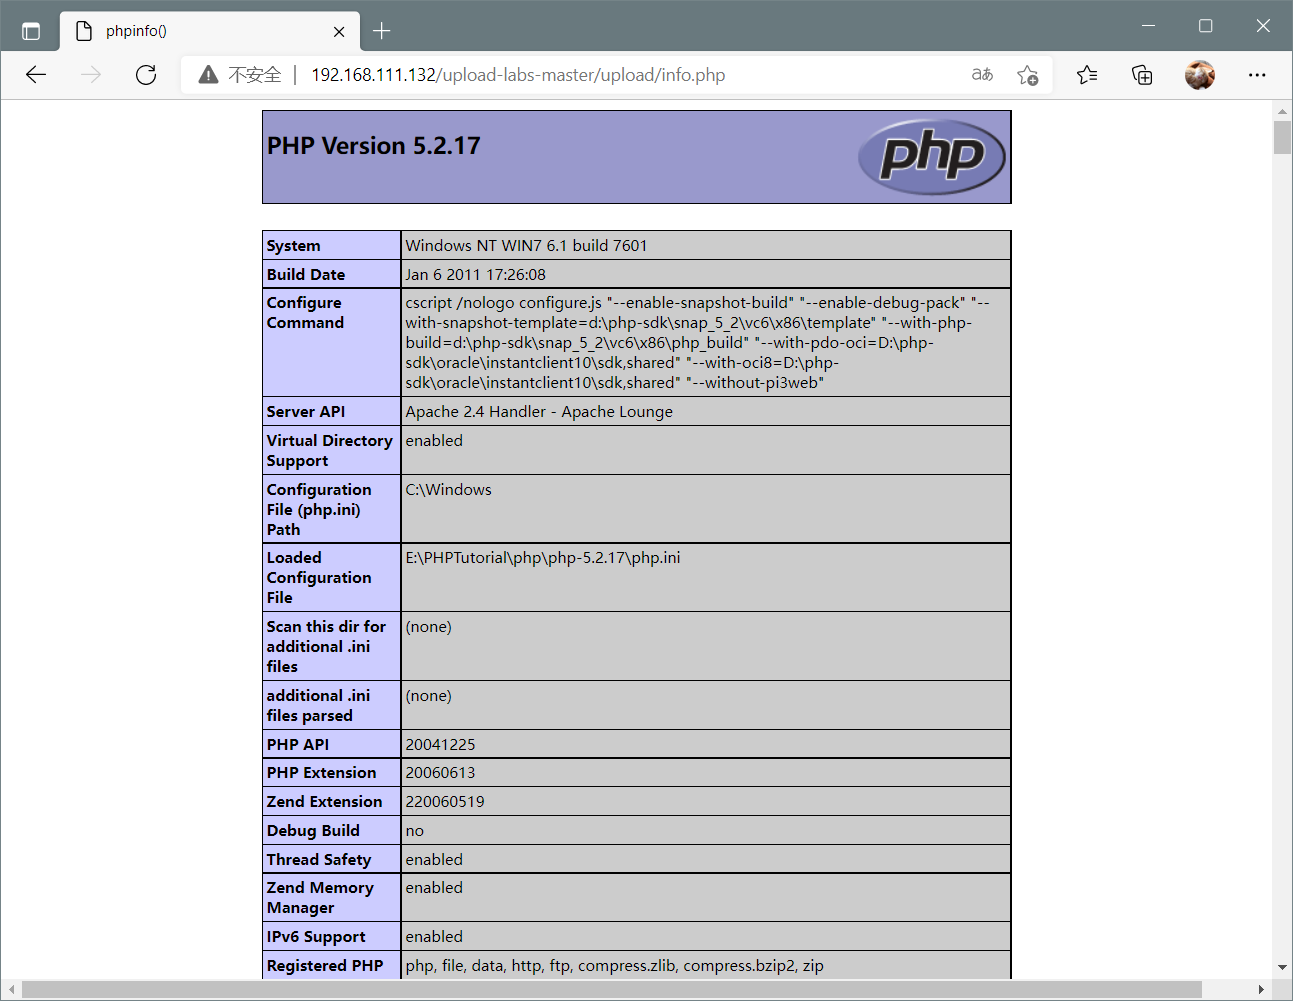 phpinfo()
不安全 192.168.111.132/upload-labs-master/upload/info.php aあ
PHP Version 5.2.17
php
System Windows NT WIN7 6.1 build 7601
Build Date Jan 6 2011 17:26:08
Configure
Command
cscript /nologo configure.js "--enable-snapshot-build" "--enable-debug-pack" "--
with-snapshot-template=d:\php-sdk\snap_5_2\vc6\x86\template" "--with-php-
build=d:\php-sdk\snap_5_2\vc6\x86\php_build" "--with-pdo-oci=D:\php-
sdk\oracle\instantclient10\sdk,shared" "--with-oci8=D:\php-
sdk\oracle\instantclient10\sdk,shared" "--without-pi3web"
Server API Apache 2.4 Handler - Apache Lounge
Virtual Directory
Support
enabled
Configuration
File (php.ini)
Path
C:\Windows
Loaded
Configuration
File
E:\PHPTutorial\php\php-5.2.17\php.ini
Scan this dir for
additional .ini
files
(none)
additional .ini
files parsed
(none)
PHP API 20041225
PHP Extension 20060613
Zend Extension 220060519
Debug Build no
Thread Safety enabled
Zend Memory
Manager
enabled
IPv6 Support enabled
Registered PHP php, file, data, http, ftp, compress.zlib, compress.bzip2, zip